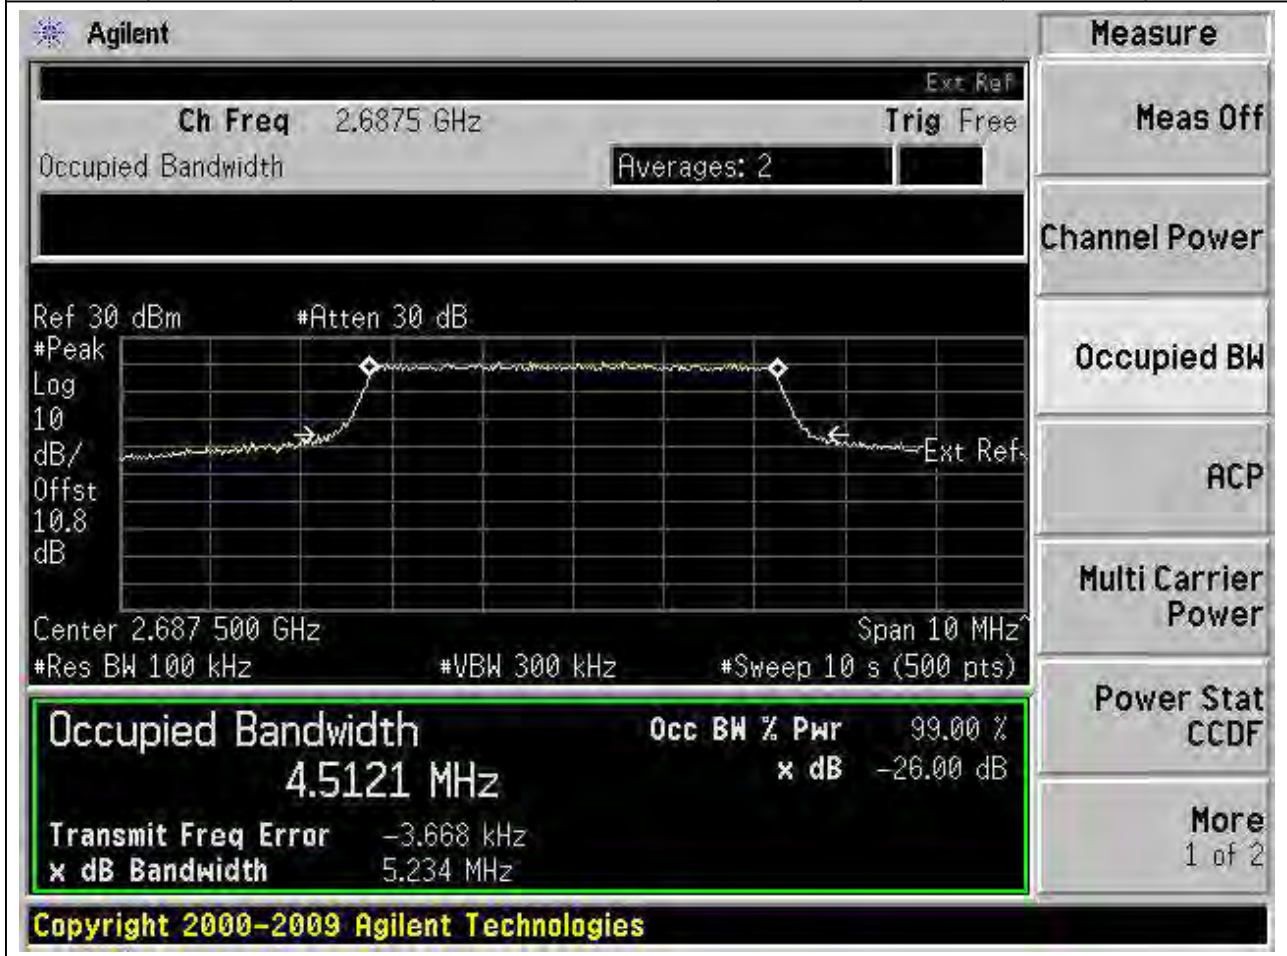 Agilent
Measure
Ext Ref
Ch Freq 2.6875 GHz Trig Free
Meas Off
Occupied Bandwidth Averages: 2
Channel Power
Ref 30 dBm #Atten 30 dB
#Peak
Log
10
dB/
Offst
10.8
dB
Ext Ref
Occupied BW
ACP
Center 2.687 500 GHz Span 10 MHz^
#Res BW 100 kHz #VBW 300 kHz #Sweep 10 s (500 pts)
Multi Carrier
Power
Occupied Bandwidth Occ BW % Pwr 99.00 %
4.5121 MHz x dB -26.00 dB
Transmit Freq Error -3.668 kHz
x dB Bandwidth 5.234 MHz
Power Stat
CCDF
More
1 of 2
Copyright 2000-2009 Agilent Technologies